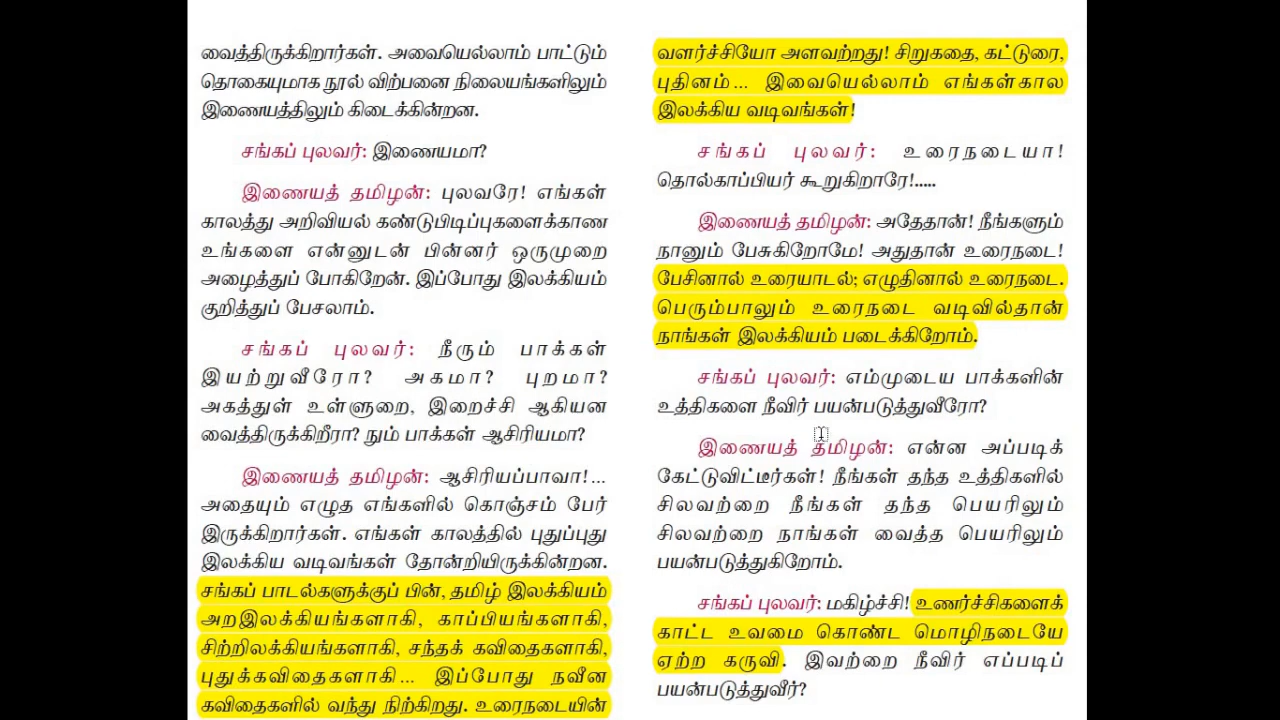 வைத்திருக்கிறார்கள். அவையெல்லாம் பாட்டும்
தொகையுமாக நூல் விற்பனை நிலையங்களிலும்
இணையத்திலும் கிடைக்கின்றன.
சங்கப் புலவர்: இணையமா?
இணையத் தமிழன்: புலவரே! எங்கள்
காலத்து அறிவியல் கண்டுபிடிப்புகளைக்காண
உங்களை என்னுடன் பின்னர் ஒருமுறை
அழைத்துப் போகிறேன். இப்போது இலக்கியம்
குறித்துப் பேசலாம்.
சங்கப் புலவர்: நீரும் பாக்கள்
இயற்றுவீரோ? அகமா? புறமா?
அகத்துள் உள்ளுறை, இறைச்சி ஆகியன
வைத்திருக்கிறீரா? நும் பாக்கள் ஆசிரியமா?
இணையத் தமிழன்: ஆசிரியப்பாவா!...
அதையும் எழுத எங்களில் கொஞ்சம் பேர்
இருக்கிறார்கள். எங்கள் காலத்தில் புதுப்புது
இலக்கிய வடிவங்கள் தோன்றியிருக்கின்றன.
சங்கப் பாடல்களுக்குப் பின், தமிழ் இலக்கியம்
அறஇலக்கியங்களாகி, காப்பியங்களாகி,
சிற்றிலக்கியங்களாகி, சந்தக் கவிதைகளாகி,
புதுக்கவிதைகளாகி... இப்போது நவீன
கவிதைகளில் வந்து நிற்கிறது. உரைநடையின்
வளர்ச்சியோ அளவற்றது! சிறுகதை, கட்டுரை,
புதினம்... இவையெல்லாம் எங்கள்கால
இலக்கிய வடிவங்கள்!
சங்கப் புலவர்: உரைநடையா!
தொல்காப்பியர் கூறுகிறாரே!.....
இணையத் தமிழன்: அதேதான்! நீங்களும்
நானும் பேசுகிறோமே! அதுதான் உரைநடை!
பேசினால் உரையாடல்; எழுதினால் உரைநடை.
பெரும்பாலும் உரைநடை வடிவில்தான்
நாங்கள் இலக்கியம் படைக்கிறோம்.
சங்கப் புலவர்: எம்முடைய பாக்களின்
உத்திகளை நீவிர் பயன்படுத்துவீரோ?
இணையத் தமிழன்: என்ன அப்படிக்
கேட்டுவிட்டீர்கள்! நீங்கள் தந்த உத்திகளில்
சிலவற்றை நீங்கள் தந்த பெயரிலும்
சிலவற்றை நாங்கள் வைத்த பெயரிலும்
பயன்படுத்துகிறோம்.
சங்கப் புலவர்: மகிழ்ச்சி! உணர்ச்சிகளைக்
காட்ட உவமை கொண்ட மொழிநடையே
ஏற்ற கருவி. இவற்றை நீவிர் எப்படிப்
பயன்படுத்துவீர்?